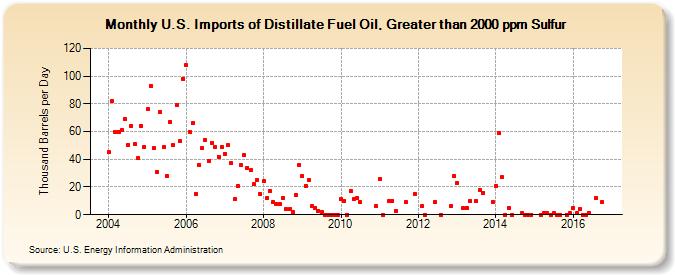 Monthly U.S. Imports of Distillate Fuel Oil, Greater than 2000 ppm Sulfur
Thousand Barrels per Day
120
100
80
60
40
20
0
2004 2006 2008 2010 2012 2014 2016
Source: U.S. Energy Information Administration